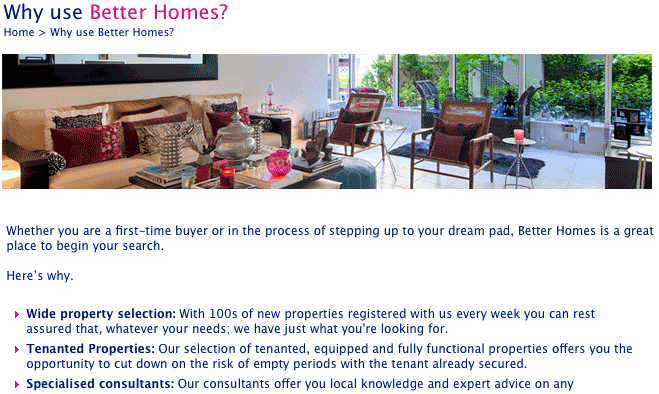 Why use Better Homes?
Home > Why use Better Homes?
Whether you are a first-time buyer or in the process of stepping up to your dream pad, Better Homes is a great
place to begin your search.
Here's why.
Wide property selection: With 100s of new properties registered with us every week you can rest
assured that, whatever your needs; we have just what you're looking for.
Tenanted Properties: Our selection of tenanted, equipped and fully functional properties offers you the
opportunity to cut down on the risk of empty periods with the tenant already secured.
Specialised consultants: Our consultants offer you local knowledge and expert advice on any